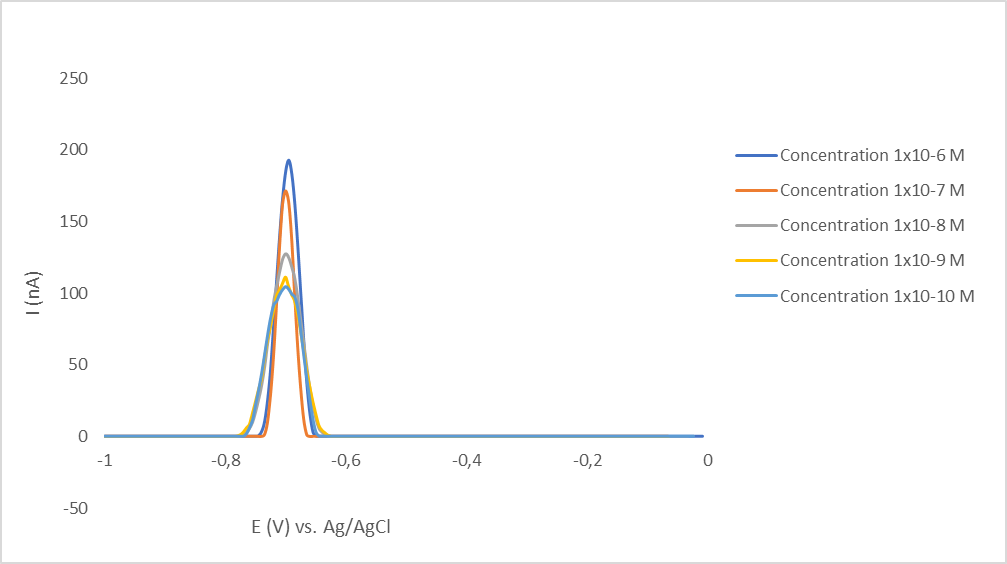 250
200
150
100
50
0
-50
I (nA)
-1
-0,8
-0,6
-0,4
-0,2
0
E (V) vs. Ag/AgCl
Concentration 1x10-6 M
Concentration 1x10-7 M
Concentration 1x10-8 M
Concentration 1x10-9 M
Concentration 1x10-10 M